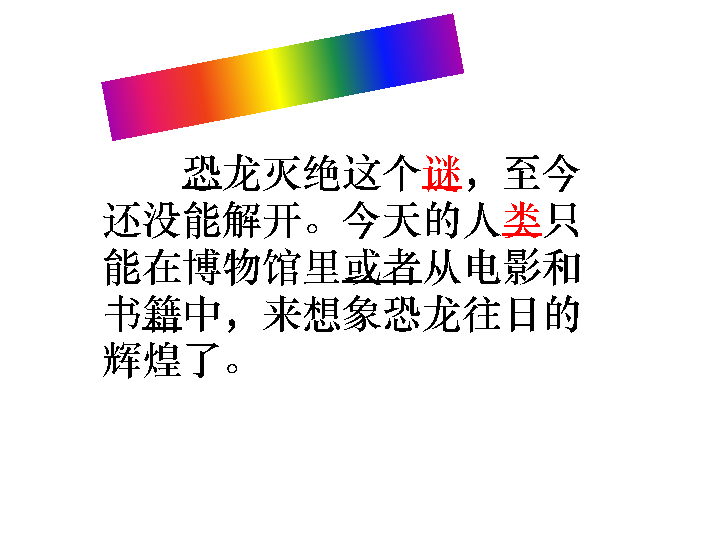 恐龙灭绝这个谜，至今
还没能解开。今天的人类只
能在博物馆里或者从电影和
书籍中，来想象恐龙往日的
辉煌了。